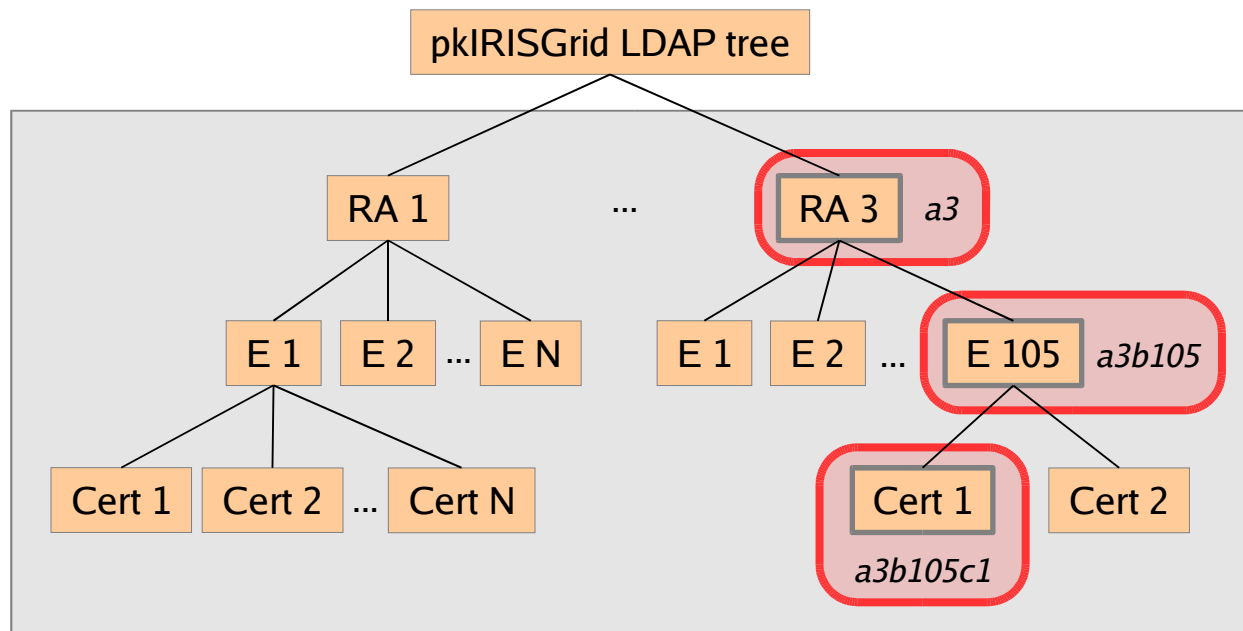 pkIRISGrid LDAP tree
RA 1
...
RA 3
a3
E 1
E 2
...
E N
E 1
E 2
...
E 105
a3b105
Cert 1
Cert 2
...
Cert N
Cert 1
Cert 2
a3b105c1